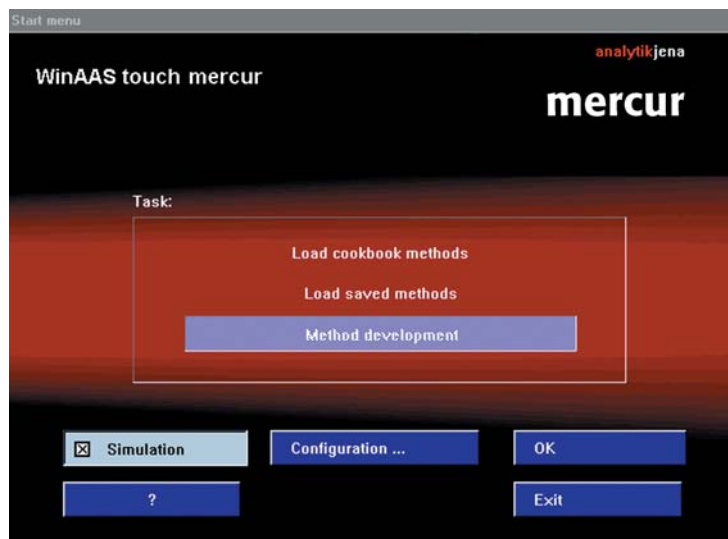 Start menu
analytikjena
WinAAS touch mercur
mercur
Task:
Load cookbook methods
Load saved methods
Method development
Simulation
Configuration ...
OK
?
Exit